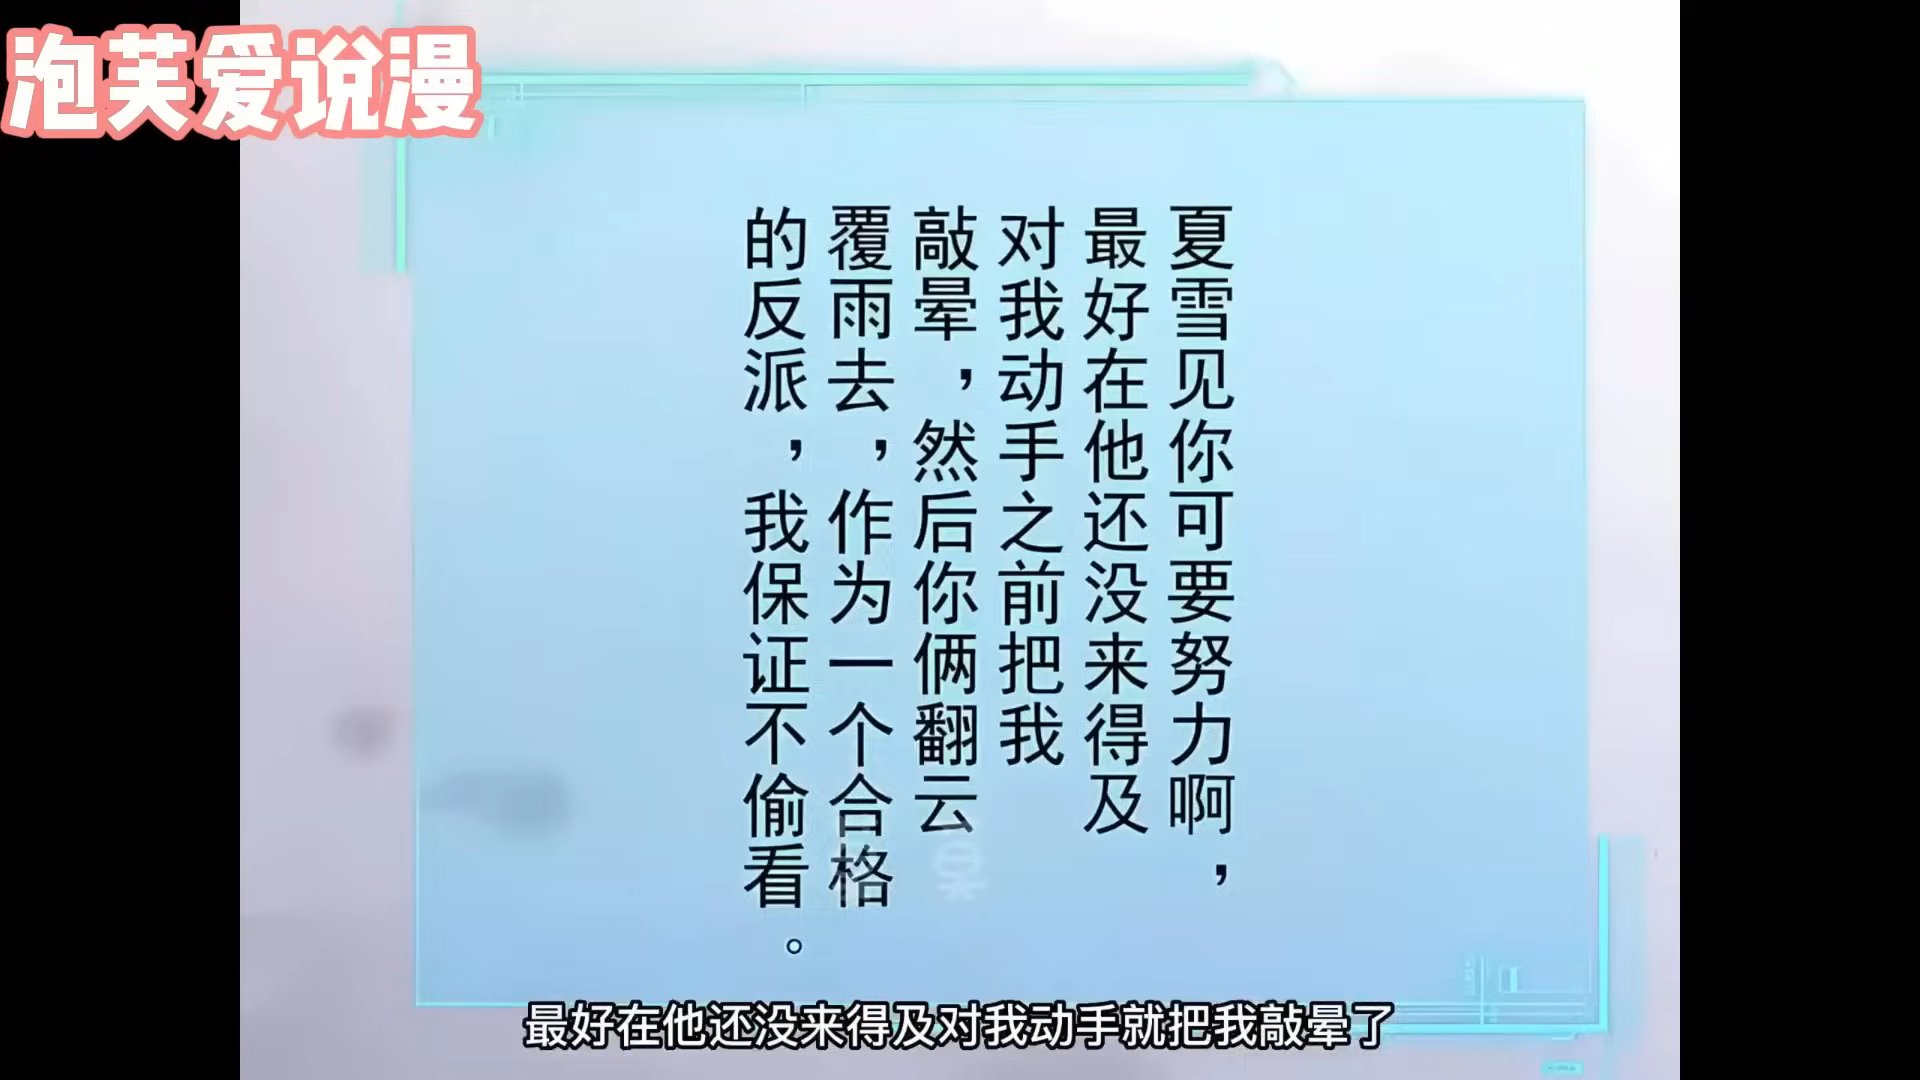 泡芙爱说漫
夏雪见你可要努力啊，
最好在他还没来得及
对我动手之前把我
敲晕，然后你俩翻云
覆雨去，作为一个合格
的反派，我保证不偷看。
最好在他还没来得及对我动手就把我敲晕了